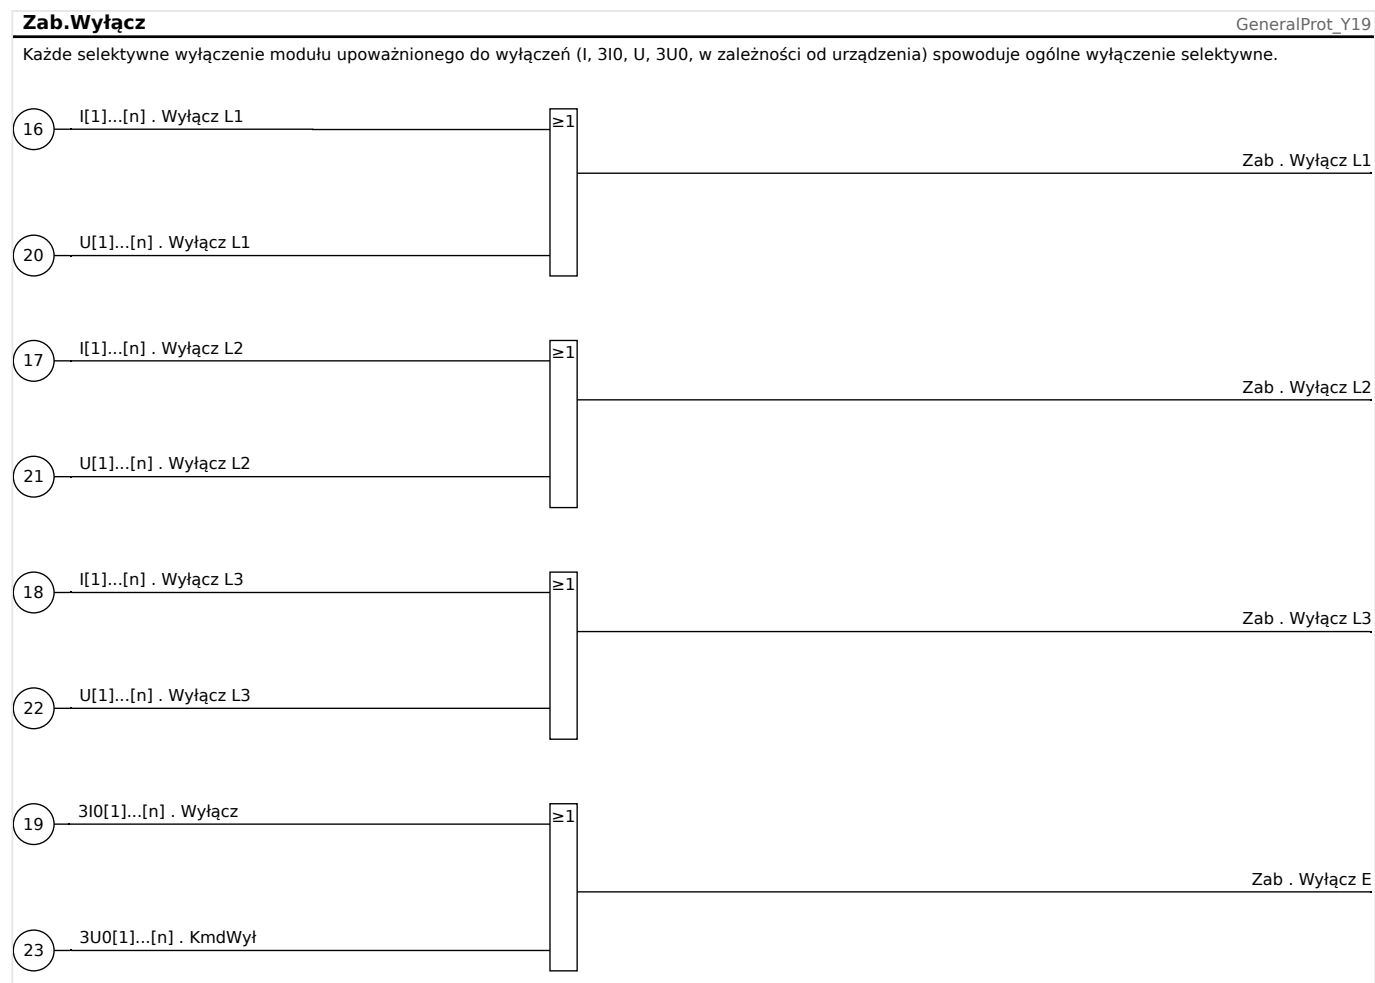 Zab.Wyłącz
GeneralProt_Y19
Każde selektywne wyłączenie modułu upoważnionego do wyłączeń (I, 3I0, U, 3U0, w zależności od urządzenia) spowoduje ogólne wyłączenie selektywne.
16
I[1]...[n] . Wyłącz L1
≥1
Zab . Wyłącz L1
20
U[1]...[n] . Wyłącz L1
17
I[1]...[n] . Wyłącz L2
≥1
Zab . Wyłącz L2
21
U[1]...[n] . Wyłącz L2
18
I[1]...[n] . Wyłącz L3
≥1
Zab . Wyłącz L3
22
U[1]...[n] . Wyłącz L3
19
3I0[1]...[n] . Wyłącz
≥1
Zab . Wyłącz E
23
3U0[1]...[n] . KmdWył